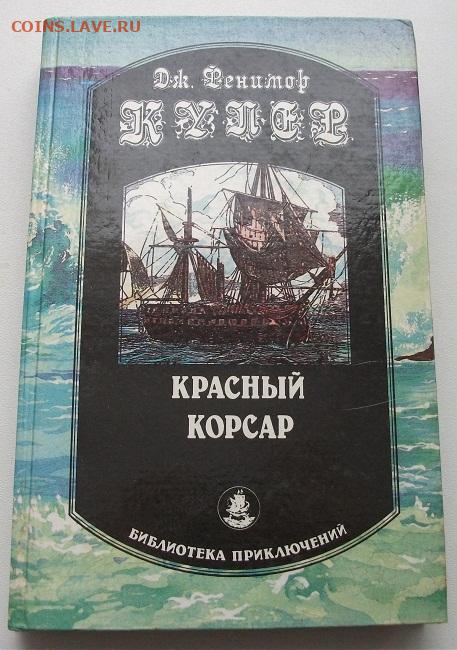 COINS.LAVE.RU
Дж. Фенимор
КУПЕР
КРАСНЫЙ
КОРСАР
БИБЛИОТЕКА ПРИКЛЮЧЕНИЙ